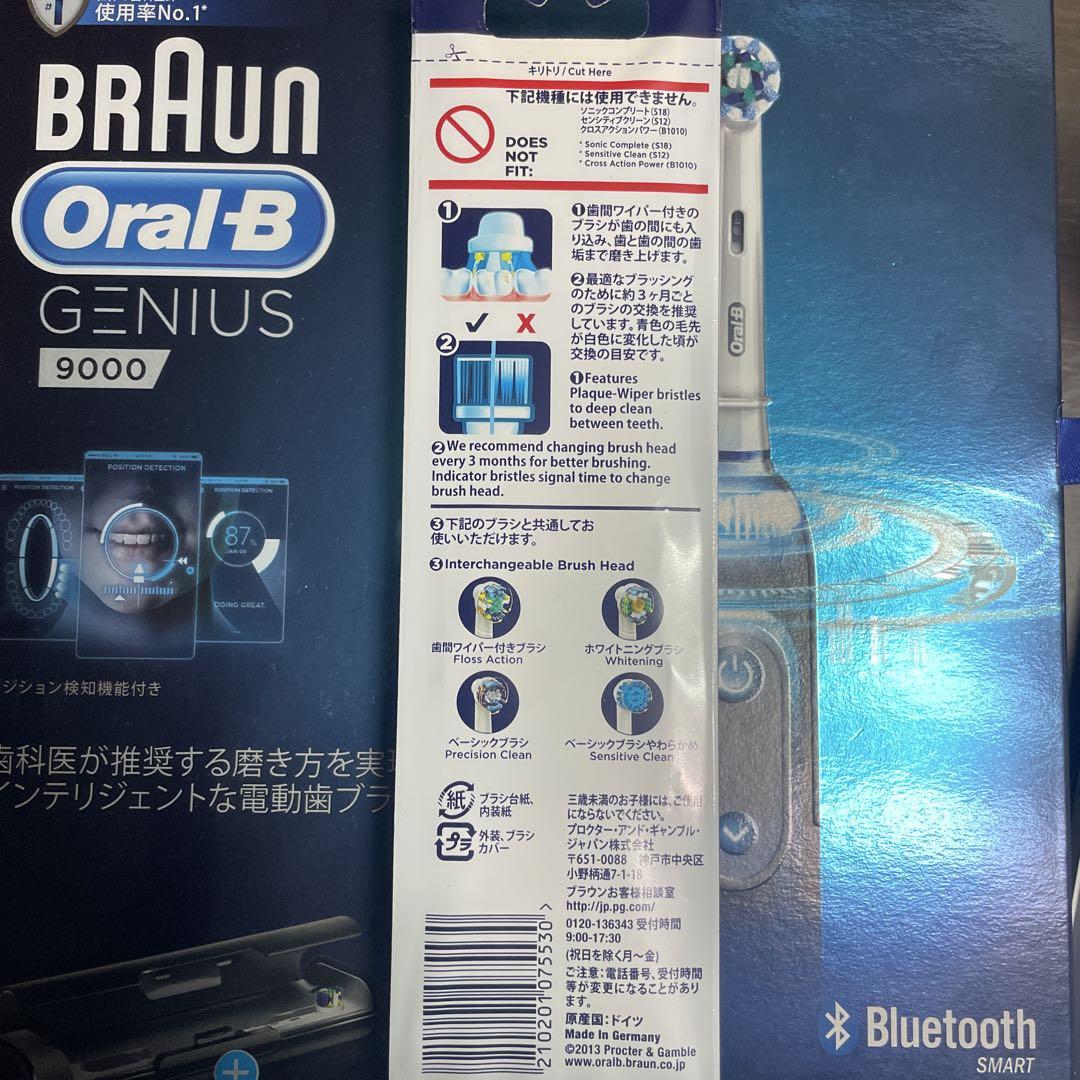 使用率No.1*
BRAUN
Oral-B
GENIUS
9000
POSITION DETECTION
POSITION DETECTION
POSITION DETECTION
87%
JAN 06
DOING GREAT.
ジション検知機能付き
歯科医が推奨する磨き方を実
インテリジェントな電動歯ブラ
キリトリ/Cut Here
下記機種には使用できません。
ソニックコンプリート(S18)
センシティブクリーン(S12)
クロスアクションパワー(B1010)
DOES
NOT
FIT:
* Sonic Complete (S18)
* Sensitive Clean (S12)
* Cross Action Power (B1010)
1
❶歯間ワイパー付きの
ブラシが歯の間にも入
り込み、歯と歯の間の歯
垢まで磨き上げます。
2
❷最適なブラッシング
のために約3ヶ月ごと
のブラシの交換を推奨
しています。青色の毛先
が白色に変化した頃が
交換の目安です。
❶Features
Plaque-Wiper bristles
to deep clean
between teeth.
❷We recommend changing brush head
every 3 months for better brushing.
Indicator bristles signal time to change
brush head.
❸下記のブラシと共通してお
使いいただけます。
❸Interchangeable Brush Head
歯間ワイパー付きブラシ
Floss Action
ホワイトニングブラシ
Whitening
ベーシックブラシ
Precision Clean
ベーシックブラシやわらかめ
Sensitive Clean
紙
ブラシ台紙、
内装紙
プラ
外装、ブラシ
カバー
三歳未満のお子様には、ご使用
にならないでください。
プロクター・アンド・ギャンブル・
ジャパン株式会社
〒651-0088 神戸市中央区
小野柄通7-1-18
ブラウンお客様相談室
http://jp.pg.com/
0120-136343 受付時間
9:00-17:30
(祝日を除く月〜金)
ご注意:電話番号、受付時間
等が変更になることがあり
ます。
原産国:ドイツ
Made in Germany
©2013 Procter & Gamble
www.oralb.braun.co.jp
210201075530>
Oral-B
Bluetooth
SMART